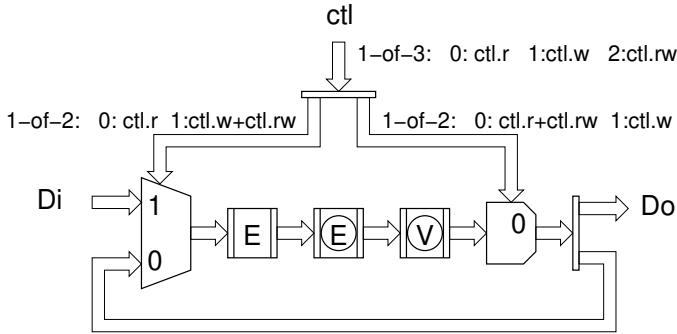 ctl
1−of−3: 0: ctl.r 1:ctl.w 2:ctl.rw
1−of−2: 0: ctl.r 1:ctl.w+ctl.rw
1−of−2: 0: ctl.r+ctl.rw 1:ctl.w
Di
1
0
E
E
V
0
Do